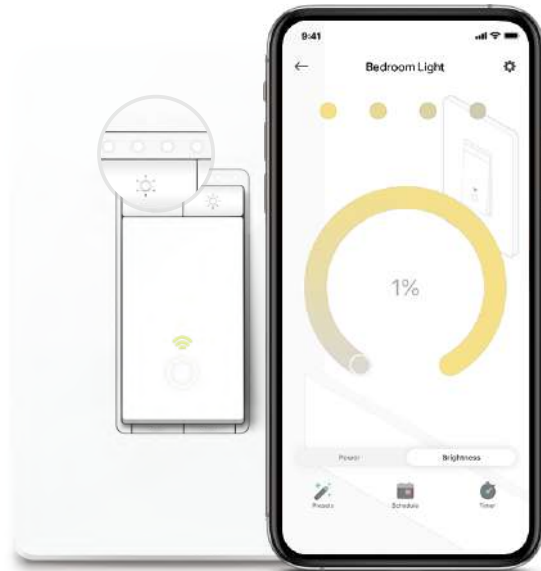 9:41
Bedroom Light
1%
Power Brightness
Presets Schedule Timer